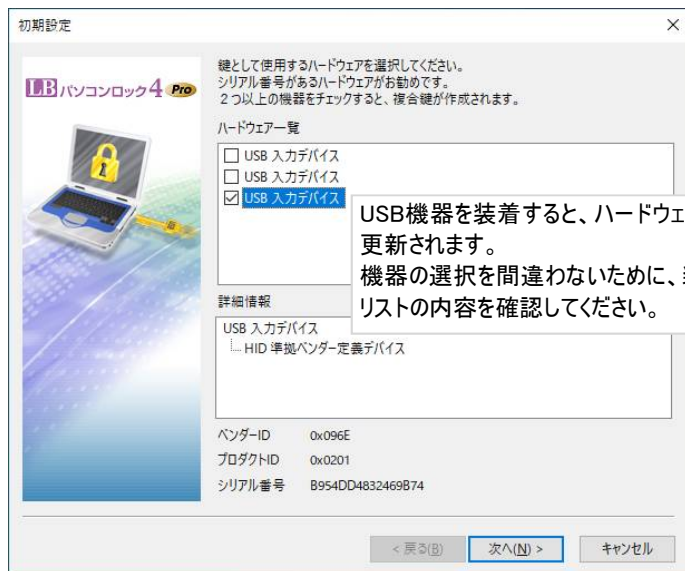 初期設定
LB パソコンロック4 Pro
鍵として使用するハードウェアを選択してください。
シリアル番号があるハードウェアがお勧めです。
2つ以上の機器をチェックすると、複合鍵が作成されます。
ハードウェア一覧
USB 入力デバイス
USB 入力デバイス
USB 入力デバイス
USB機器を装着すると、ハードウェ
更新されます。
機器の選択を間違わないために、
リストの内容を確認してください。
詳細情報
USB 入力デバイス
HID 準拠ベンダー定義デバイス
ベンダーID 0x096E
プロダクトID 0x0201
シリアル番号 B954DD4832469B74
< 戻る(B) 次へ(N) > キャンセル